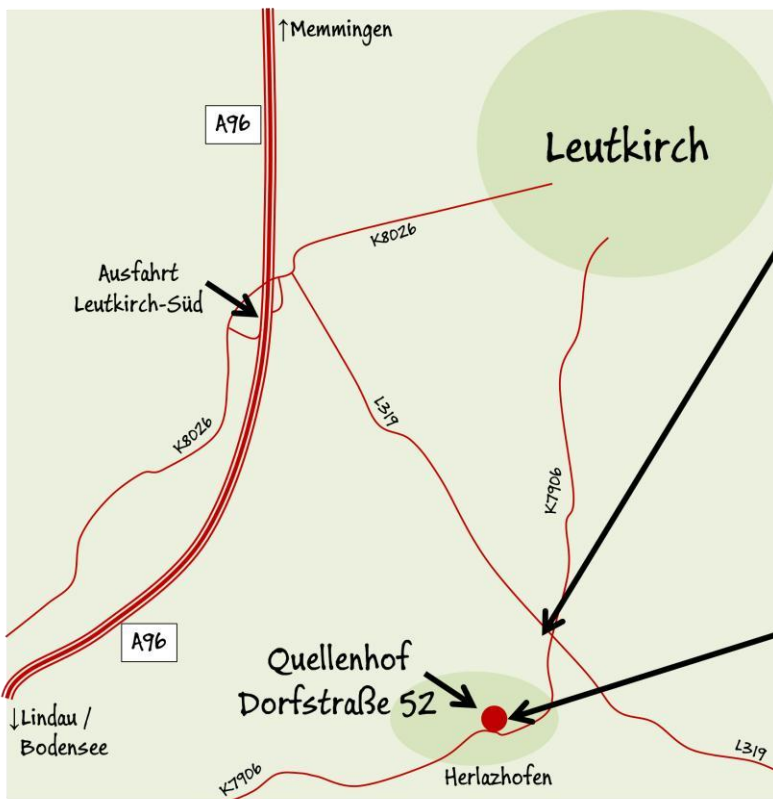 ↑Memmingen
A96
Leutkirch
K8026
Ausfahrt
Leutkirch-Süd
L319
K8026
K7906
A96
Quellenhof
Dorfstraße 52
↓Lindau /
Bodensee
L319
K7906
Herlazhofen